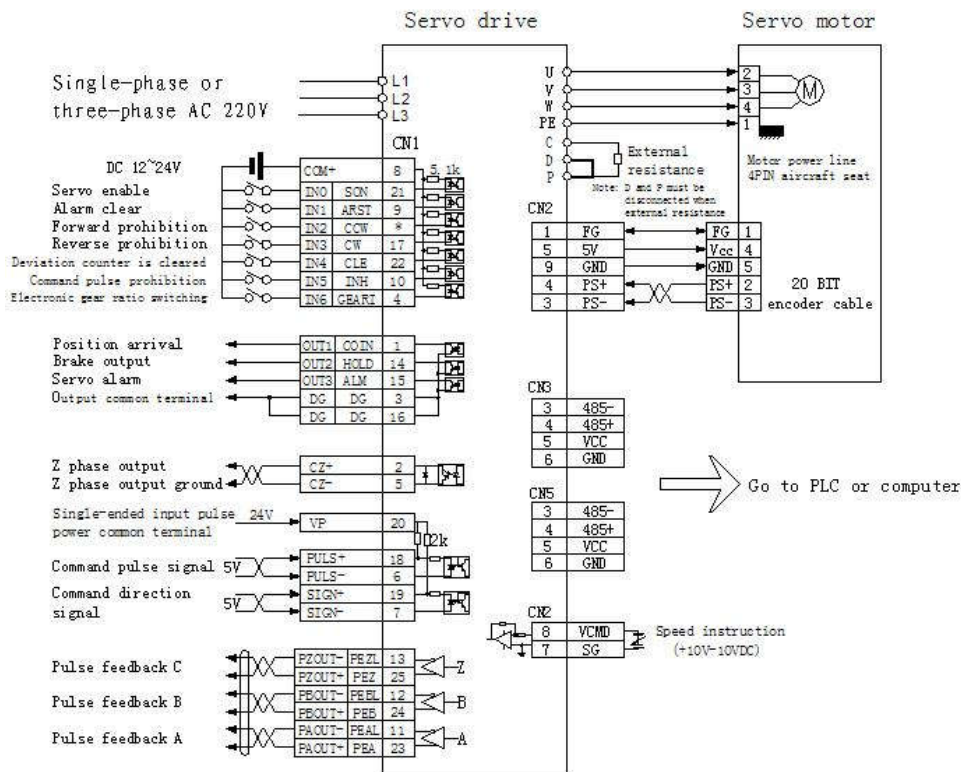 Servo drive
Servo motor
Single-phase or
three-phase AC 220V
L1
L2
L3
U
V
W
PE
C
D
P
2
3
4
1
M
External
resistance
Note: D and P must be
disconnected when
external resistance
Motor power line
4PIN aircraft seat
CN1
DC 12~24V
COM+ 8
5.1k
Servo enable IN0 SON 21
Alarm clear IN1 ARST 9
Forward prohibition IN2 CCW *
Reverse prohibition IN3 CW 17
Deviation counter is cleared IN4 CLE 22
Command pulse prohibition IN5 INH 10
Electronic gear ratio switching IN6 GEAR1 4
CN2
1 FG FG 1
5 5V Vcc 4
9 GND GND 5
4 PS+ PS+ 2
3 PS- PS- 3
20 BIT
encoder cable
Position arrival OUT1 COIN 1
Brake output OUT2 HOLD 14
Servo alarm OUT3 ALM 15
Output common terminal DG DG 3
DG DG 16
CN3
3 485-
4 485+
5 VCC
6 GND
Z phase output CZ+ 2
Z phase output ground CZ- 5
CN5
3 485-
4 485+
5 VCC
6 GND
Go to PLC or computer
Single-ended input pulse
power common terminal
24V VP 20
2k
Command pulse signal 5V
PULS+ 18
PULS- 6
Command direction
signal
5V
SIGN+ 19
SIGN- 7
CN2
8 VCMD
7 SG
Speed instruction
(+10V-10VDC)
Pulse feedback C
PZOUT- PEZL 13
PZOUT+ PEZ 25
Z
Pulse feedback B
PBOUT- PEBL 12
PBOUT+ PEB 24
B
Pulse feedback A
PAOUT- PEAL 11
PAOUT+ PEA 23
A